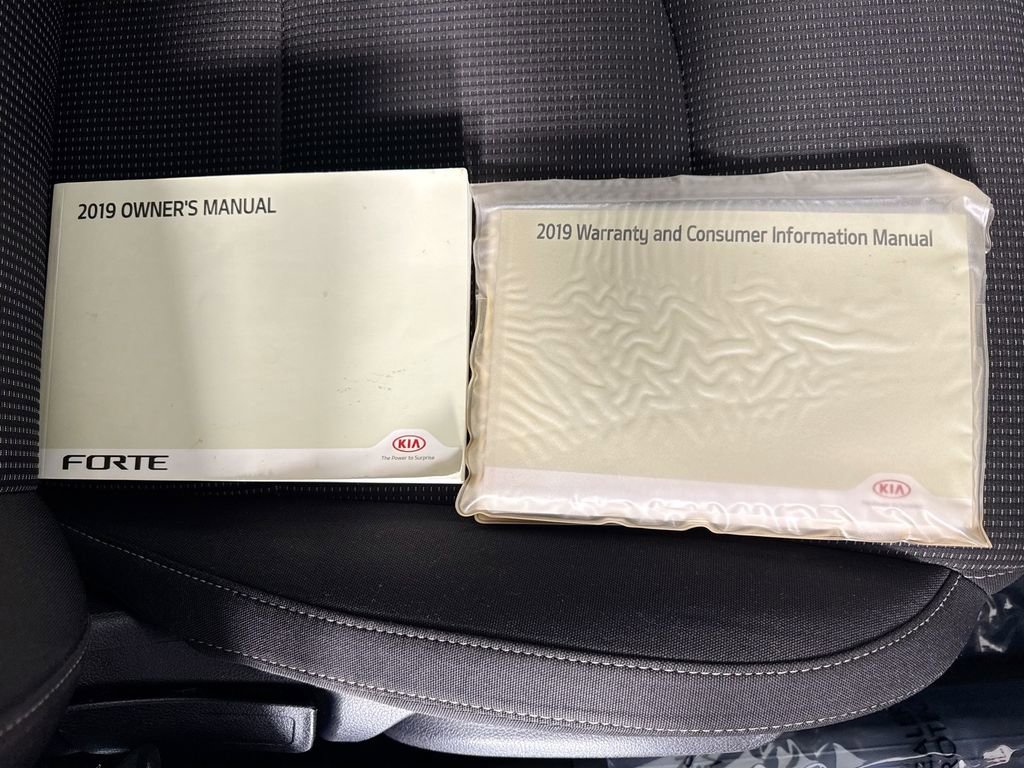 2019 OWNER'S MANUAL
FORTE
KIA
The Power to Surprise
2019 Warranty and Consumer Information Manual
KIA